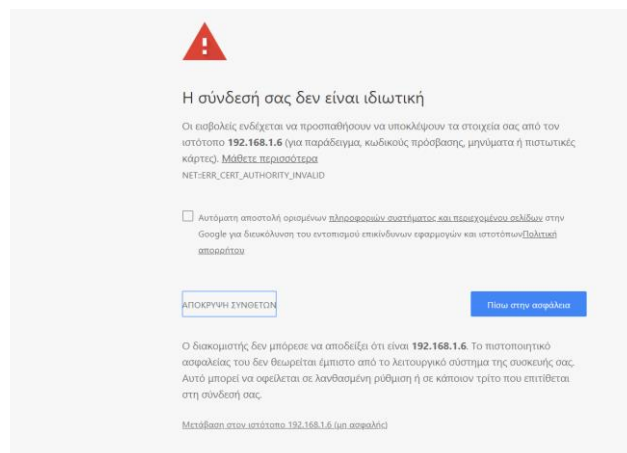 Η σύνδεσή σας δεν είναι ιδιωτική
Οι εισβολείς ενδέχεται να προσπαθήσουν να υποκλέψουν τα στοιχεία σας από τον
ιστότοπο 192.168.1.6 (για παράδειγμα, κωδικούς πρόσβασης, μηνύματα ή πιστωτικές
κάρτες). Μάθετε περισσότερα
NET::ERR_CERT_AUTHORITY_INVALID
Αυτόματη αποστολή ορισμένων πληροφοριών συστήματος και περιεχομένου σελίδων στην
Google για διευκόλυνση του εντοπισμού επικίνδυνων εφαρμογών και ιστοτόπωνΠολιτική
απορρήτου
ΑΠΟΚΡΥΨΗ ΣΥΝΘΕΤΩΝ
Πίσω στην ασφάλεια
Ο διακομιστής δεν μπόρεσε να αποδείξει ότι είναι 192.168.1.6. Το πιστοποιητικό
ασφαλείας του δεν θεωρείται έμπιστο από το λειτουργικό σύστημα της συσκευής σας.
Αυτό μπορεί να οφείλεται σε λανθασμένη ρύθμιση ή σε κάποιον τρίτο που επιτίθεται
στη σύνδεσή σας.
Μετάβαση στον ιστότοπο 192.168.1.6 (μη ασφαλής)